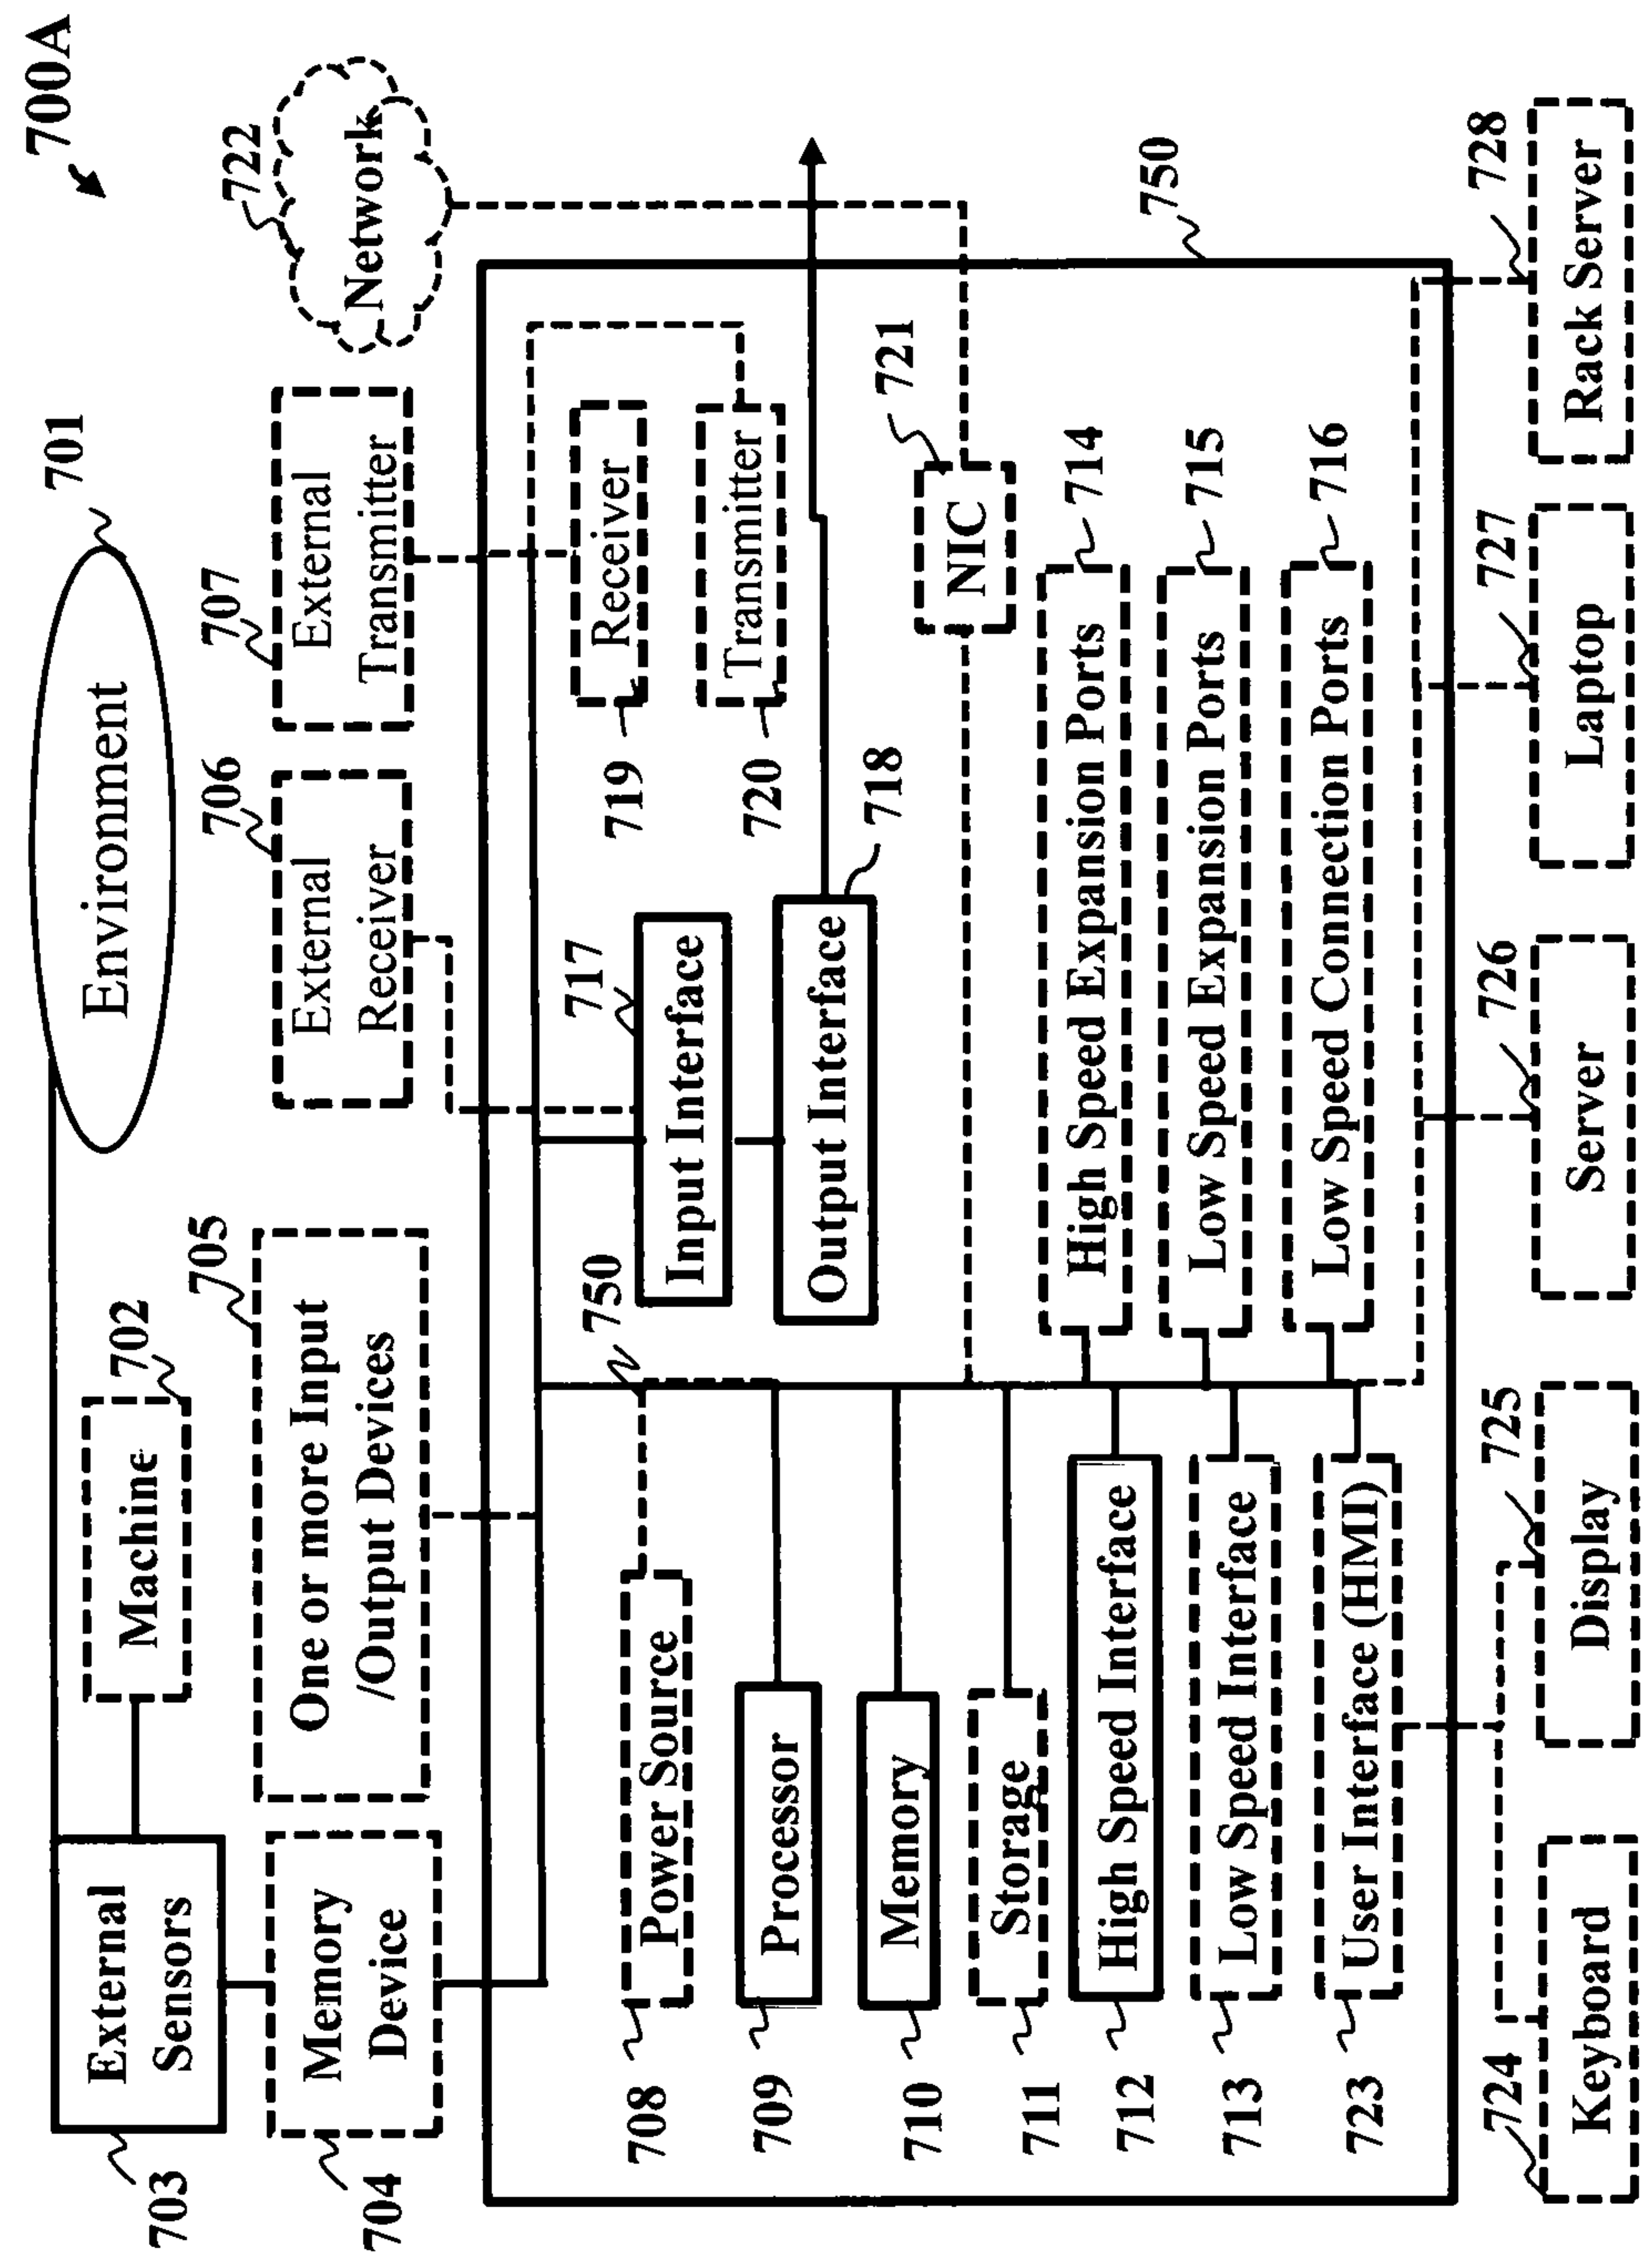 700A
701
Environment
Machine
702
External
Sensors
703
Memory
Device
704
One or more Input
/Output Devices
705
External
Receiver
706
External
Transmitter
707
Network
722
750
Power Source
708
Processor
709
Memory
710
Storage
711
High Speed Interface
712
Low Speed Interface
713
User Interface (HMI)
723
750
Input Interface
717
Output Interface
718
Receiver
719
Transmitter
720
NIC
721
High Speed Expansion Ports
714
Low Speed Expansion Ports
715
Low Speed Connection Ports
716
Keyboard
724
Display
725
Server
726
Laptop
727
Rack Server
728